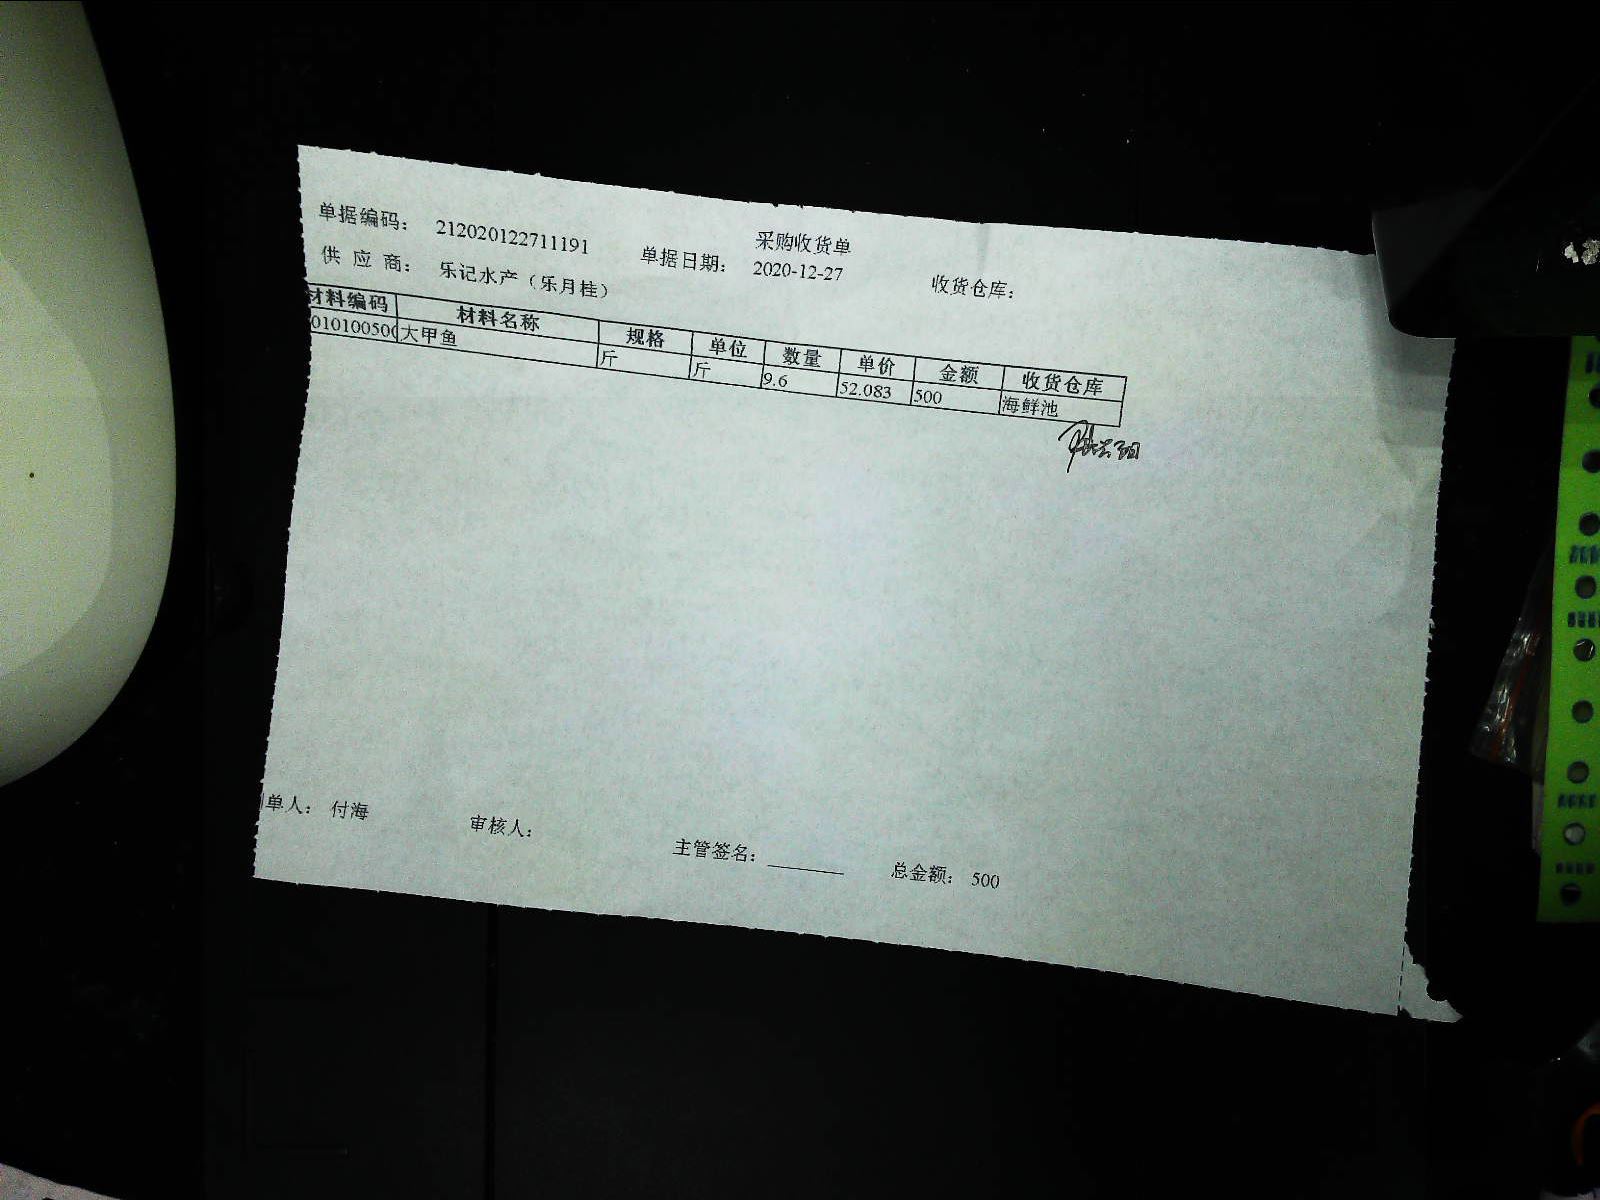 采购收货单
单据编码： 212020122711191 单据日期： 2020-12-27 收货仓库：
供 应 商： 乐记水产（乐月桂）
材料编码 材料名称 规格 单位 数量 单价 金额 收货仓库
010100500 大甲鱼 斤 斤 9.6 52.083 500 海鲜池
单人： 付海 审核人： 主管签名： 总金额： 500